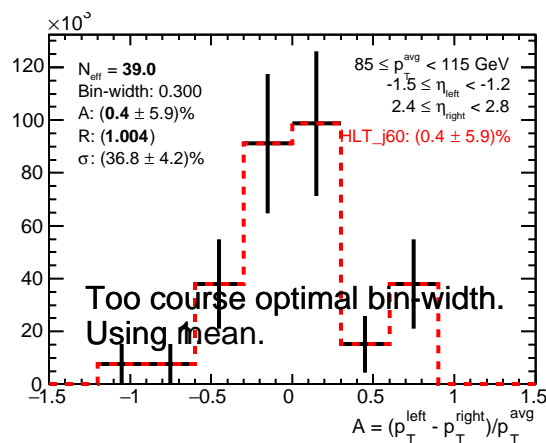 ×10³
N_eff = 39.0
Bin-width: 0.300
A: (0.4 ± 5.9)%
R: (1.004)
σ: (36.8 ± 4.2)%
85 ≤ p_T^avg < 115 GeV
-1.5 ≤ η_left < -1.2
2.4 ≤ η_right < 2.8
HLT_j60: (0.4 ± 5.9)%
120
100
80
60
40
20
0
Too course optimal bin-width.
Using mean.
−1.5 −1 −0.5 0 0.5 1 1.5
A = (p_T^left - p_T^right)/p_T^avg